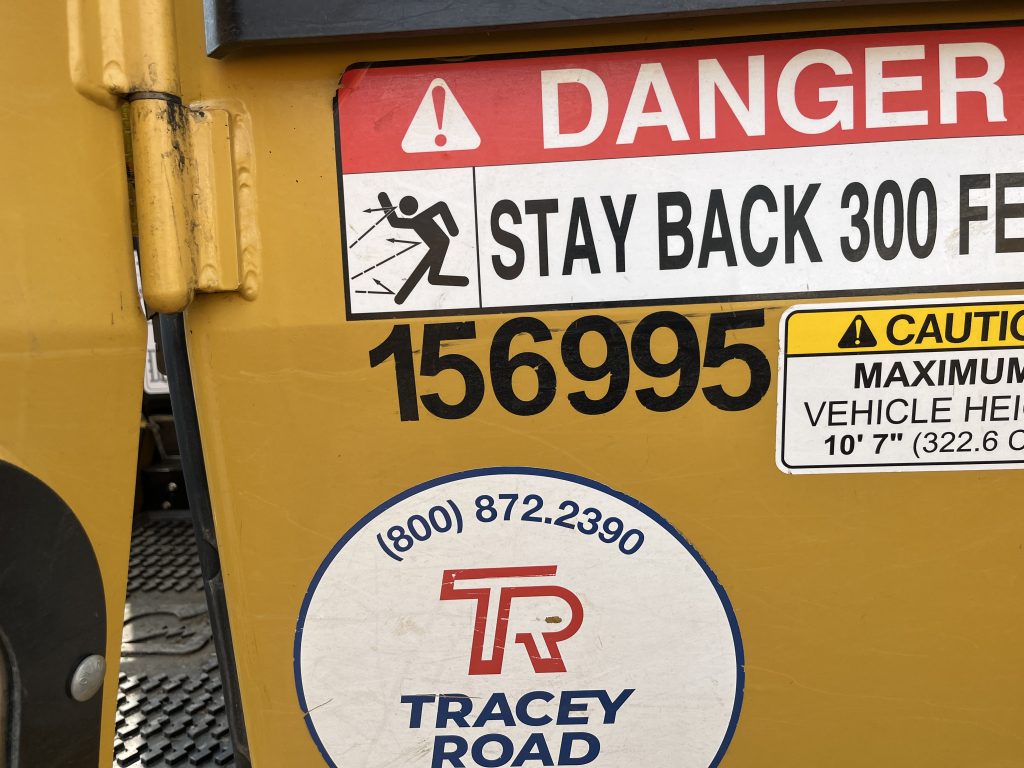 DANGER
STAY BACK 300 FE
156995
CAUTIO
MAXIMUM
VEHICLE HEI
10' 7" (322.6 C
(800) 872.2390
TR
TRACEY
ROAD